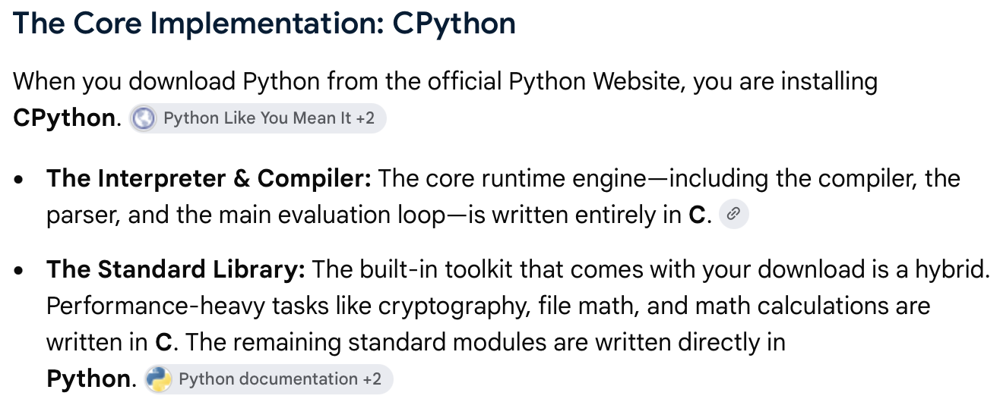 The Core Implementation: CPython
When you download Python from the official Python Website, you are installing
CPython. Python Like You Mean It +2
• The Interpreter & Compiler: The core runtime engine—including the compiler, the
parser, and the main evaluation loop—is written entirely in C.
• The Standard Library: The built-in toolkit that comes with your download is a hybrid.
Performance-heavy tasks like cryptography, file math, and math calculations are
written in C. The remaining standard modules are written directly in
Python. Python documentation +2